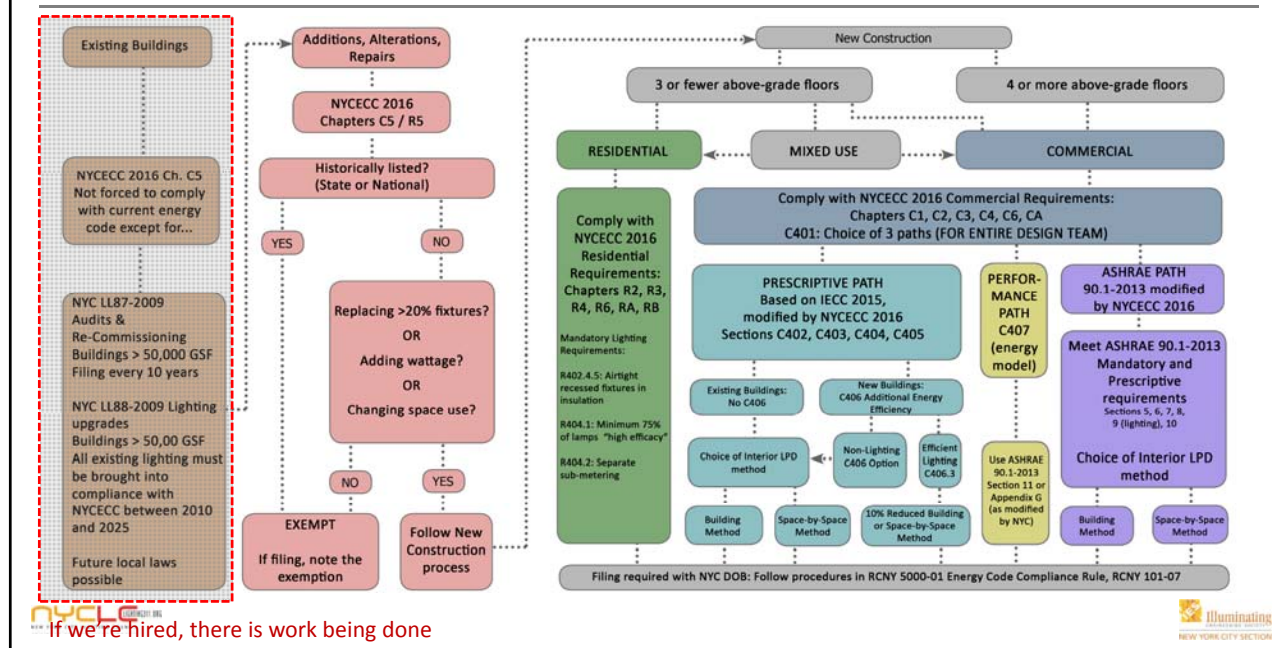 Existing Buildings
NYCECC 2016 Ch. C5
Not forced to comply
with current energy
code except for...
NYC LL87-2009
Audits &
Re-Commissioning
Buildings > 50,000 GSF
Filing every 10 years
NYC LL88-2009 Lighting
upgrades
Buildings > 50,00 GSF
All existing lighting must
be brought into
compliance with
NYCECC between 2010
and 2025
Future local laws
possible
Additions, Alterations,
Repairs
NYCECC 2016
Chapters C5 / R5
Historically listed?
(State or National)
YES
NO
Replacing >20% fixtures?
OR
Adding wattage?
OR
Changing space use?
NO
YES
EXEMPT
If filing, note the
exemption
Follow New
Construction
process
New Construction
3 or fewer above-grade floors
4 or more above-grade floors
RESIDENTIAL
MIXED USE
COMMERCIAL
Comply with
NYCECC 2016
Residential
Requirements:
Chapters R2, R3,
R4, R6, RA, RB
Mandatory Lighting
Requirements:
R402.4.5: Airtight
recessed fixtures in
insulation
R404.1: Minimum 75%
of lamps "high efficacy"
R404.2: Separate
sub-metering
Comply with NYCECC 2016 Commercial Requirements:
Chapters C1, C2, C3, C4, C6, CA
C401: Choice of 3 paths (FOR ENTIRE DESIGN TEAM)
PRESCRIPTIVE PATH
Based on IECC 2015,
modified by NYCECC 2016
Sections C402, C403, C404, C405
Existing Buildings:
No C406
New Buildings:
C406 Additional Energy
Efficiency
Choice of Interior LPD
method
Non-Lighting
C406 Option
Efficient
Lighting
C406.3
Building
Method
Space-by-Space
Method
10% Reduced Building
or Space-by-Space
Method
PERFOR-
MANCE
PATH
C407
(energy
model)
Use ASHRAE
90.1-2013
Section 11 or
Appendix G
(as modified
by NYC)
ASHRAE PATH
90.1-2013 modified
by NYCECC 2016
Meet ASHRAE 90.1-2013
Mandatory and
Prescriptive
requirements
Sections 5, 6, 7, 8,
9 (lighting), 10
Choice of Interior LPD
method
Building
Method
Space-by-Space
Method
Filing required with NYC DOB: Follow procedures in RCNY 5000-01 Energy Code Compliance Rule, RCNY 101-07
NYCLC
If we're hired, there is work being done
Illuminating
ENGINEERING SOCIETY
NEW YORK CITY SECTION